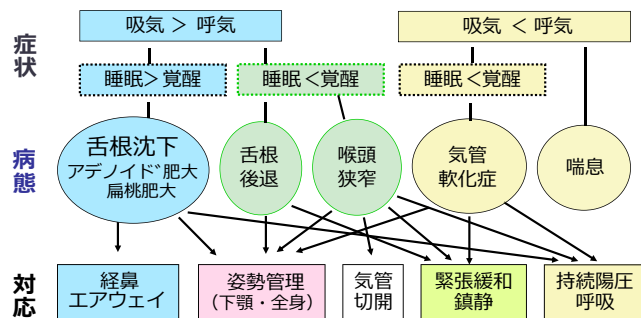 症状
吸気 > 呼気
吸気 < 呼気
睡眠>覚醒
睡眠<覚醒
睡眠<覚醒
病態
舌根沈下
アデノイド゙肥大
扁桃肥大
舌根
後退
喉頭
狭窄
気管
軟化症
喘息
対応
経鼻
エアウェイ
姿勢管理
(下顎・全身)
気管
切開
緊張緩和
鎮静
持続陽圧
呼吸